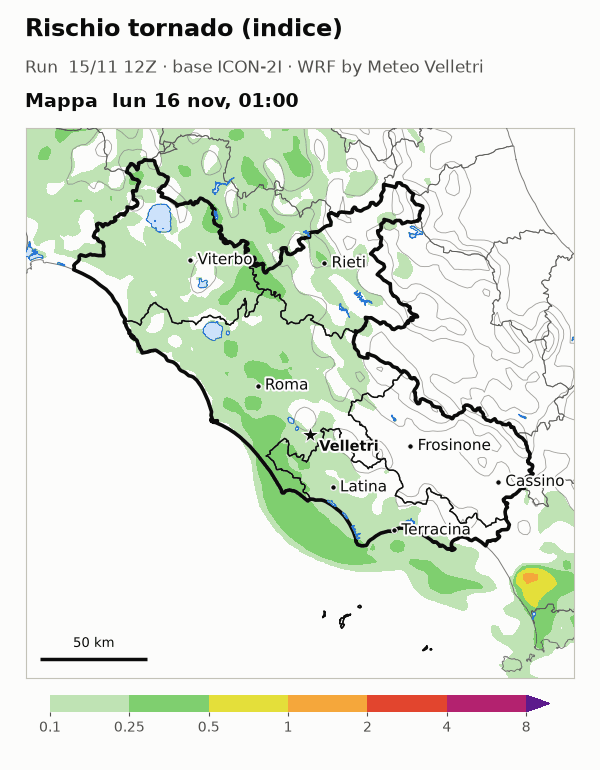 Rischio tornado (indice)
Run  15/11 12Z · base ICON-2I · WRF by Meteo Velletri
Mappa  lun 16 nov, 01:00
Viterbo
Rieti
Roma
Velletri
Frosinone
Latina
Cassino
Terracina
50 km
0.1 0.25 0.5 1 2 4 8